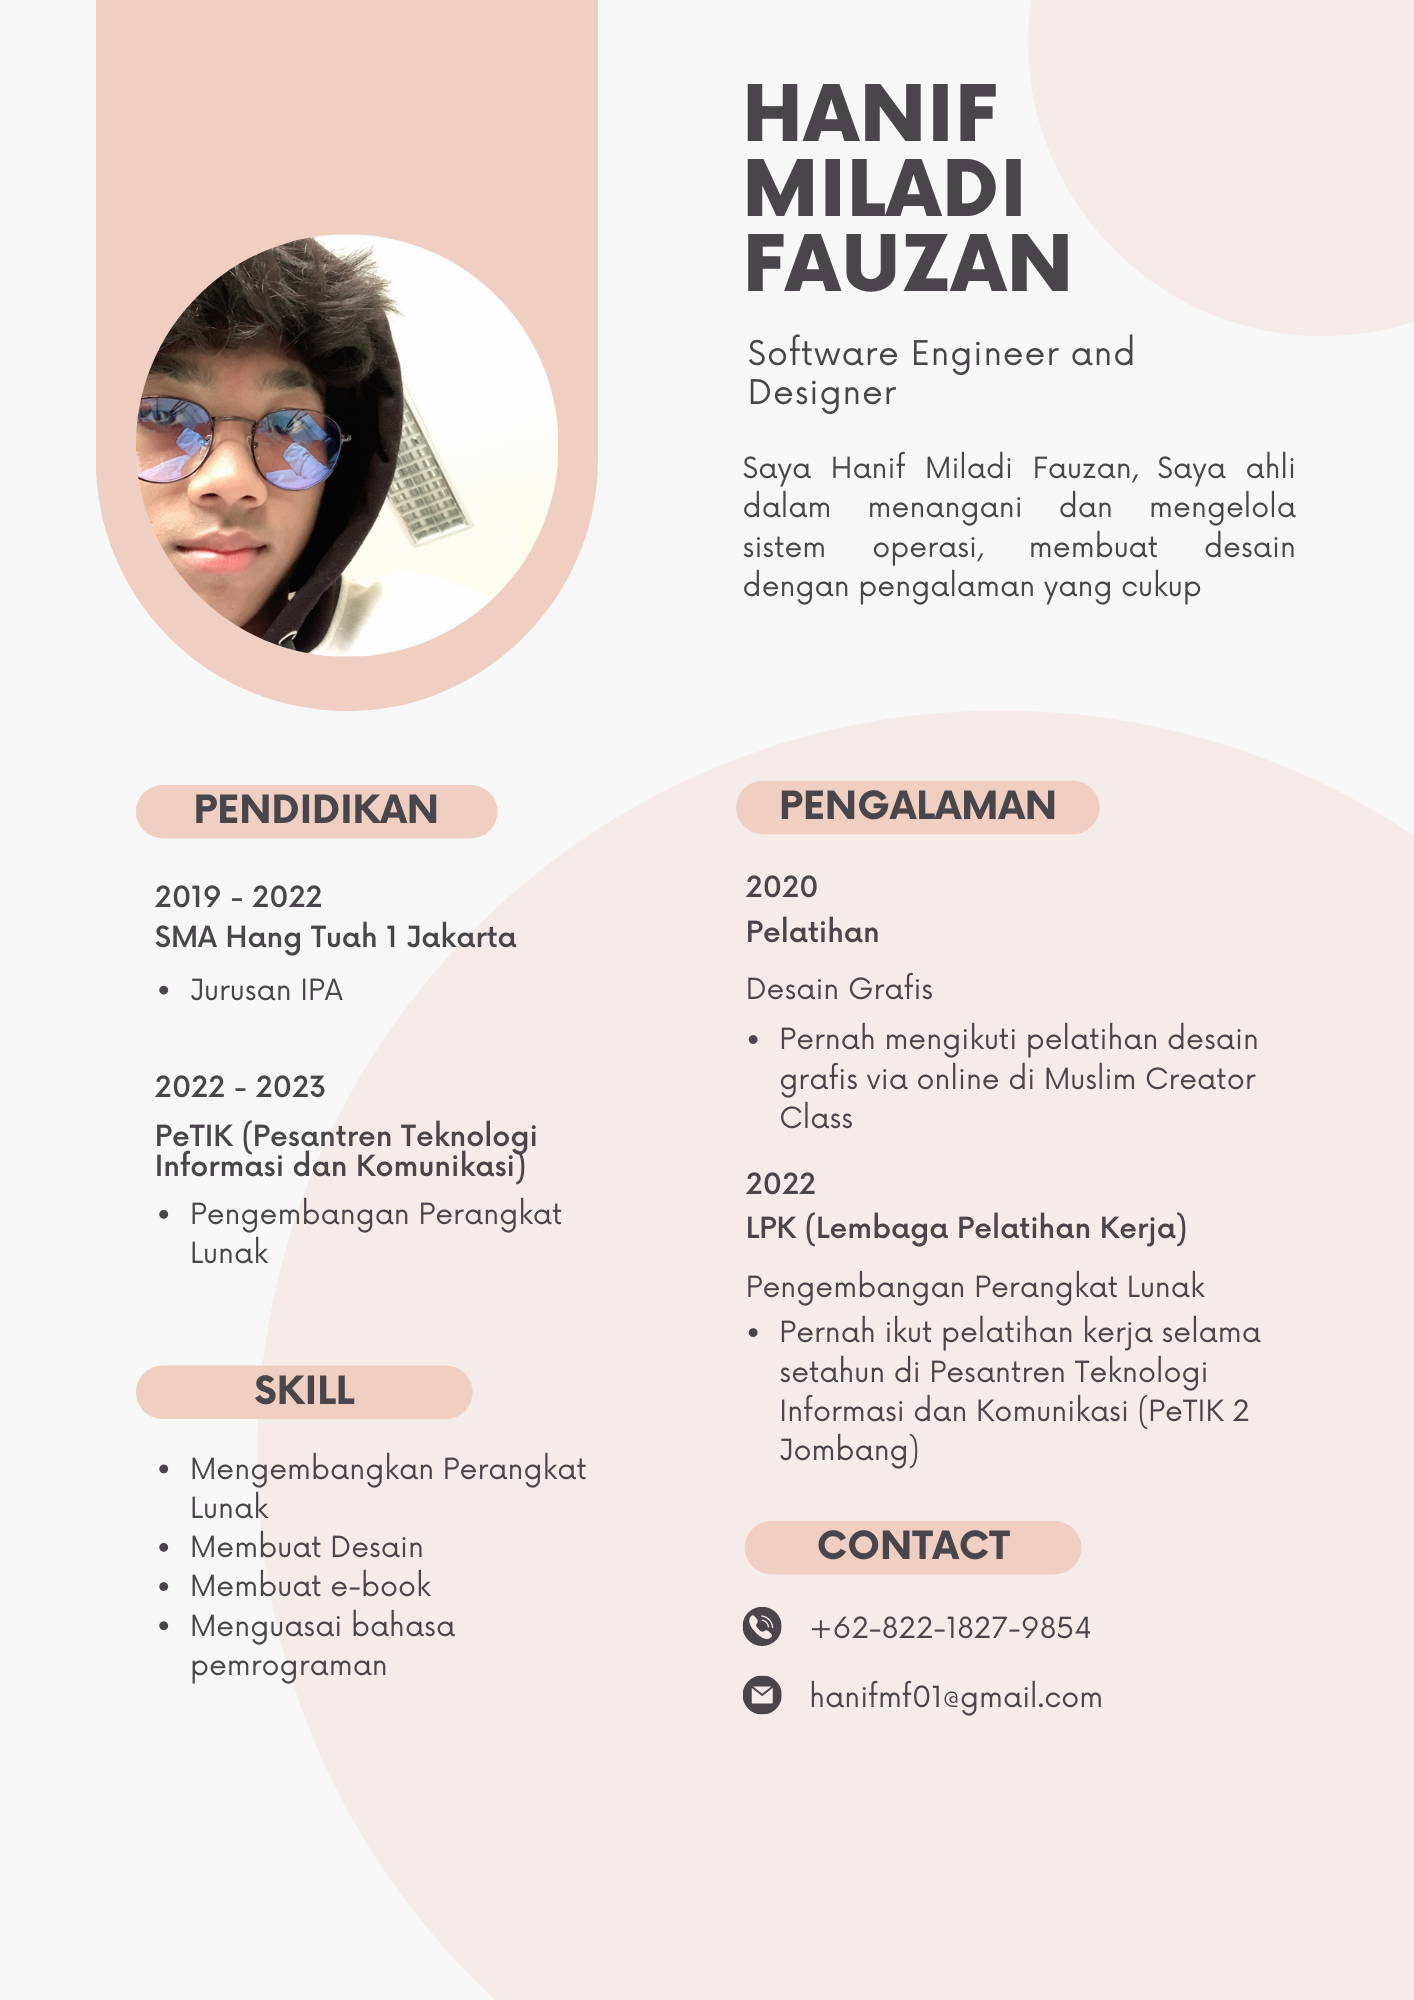 HANIF
MILADI
FAUZAN
Software Engineer and
Designer
Saya Hanif Miladi Fauzan, Saya ahli
dalam menangani dan mengelola
sistem operasi, membuat desain
dengan pengalaman yang cukup
PENDIDIKAN
2019 - 2022
SMA Hang Tuah 1 Jakarta
• Jurusan IPA
2022 - 2023
PeTIK (Pesantren Teknologi
Informasi dan Komunikasi)
• Pengembangan Perangkat
Lunak
SKILL
• Mengembangkan Perangkat
Lunak
• Membuat Desain
• Membuat e-book
• Menguasai bahasa
pemrograman
PENGALAMAN
2020
Pelatihan
Desain Grafis
• Pernah mengikuti pelatihan desain
grafis via online di Muslim Creator
Class
2022
LPK (Lembaga Pelatihan Kerja)
Pengembangan Perangkat Lunak
• Pernah ikut pelatihan kerja selama
setahun di Pesantren Teknologi
Informasi dan Komunikasi (PeTIK 2
Jombang)
CONTACT
+62-822-1827-9854
hanifmf01@gmail.com